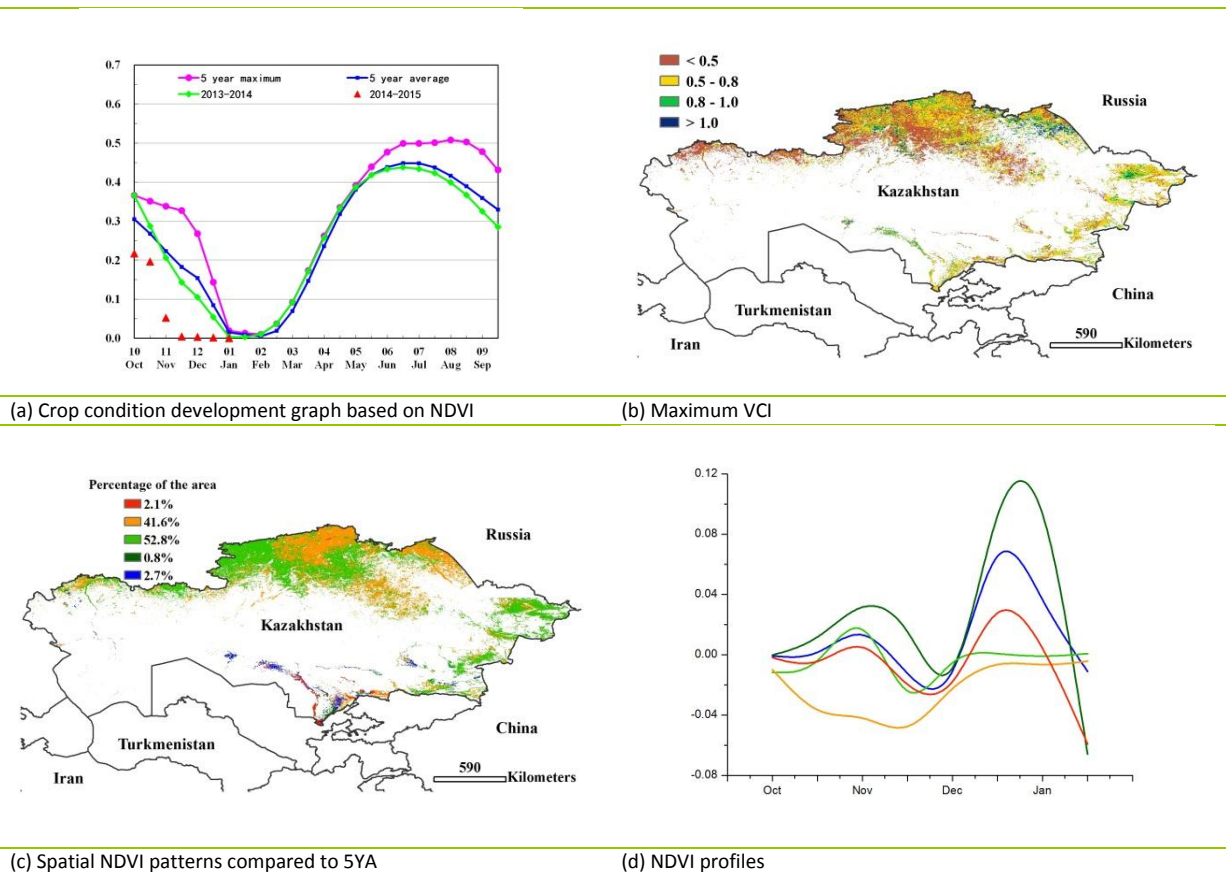 0.7
5 year maximum
5 year average
2013-2014
2014-2015
0.6
0.5
0.4
0.3
0.2
0.1
0.0
10 11 12 01 02 03 04 05 06 07 08 09
Oct Nov Dec Jan Feb Mar Apr May Jun Jul Aug Sep
< 0.5
0.5 - 0.8
0.8 - 1.0
> 1.0
Russia
Kazakhstan
China
Turkmenistan
Iran
590
Kilometers
(a) Crop condition development graph based on NDVI
(b) Maximum VCI
Percentage of the area
2.1%
41.6%
52.8%
0.8%
2.7%
Russia
Kazakhstan
China
Turkmenistan
Iran
590
Kilometers
0.12
0.08
0.04
0.00
-0.04
-0.08
Oct Nov Dec Jan
(c) Spatial NDVI patterns compared to 5YA
(d) NDVI profiles